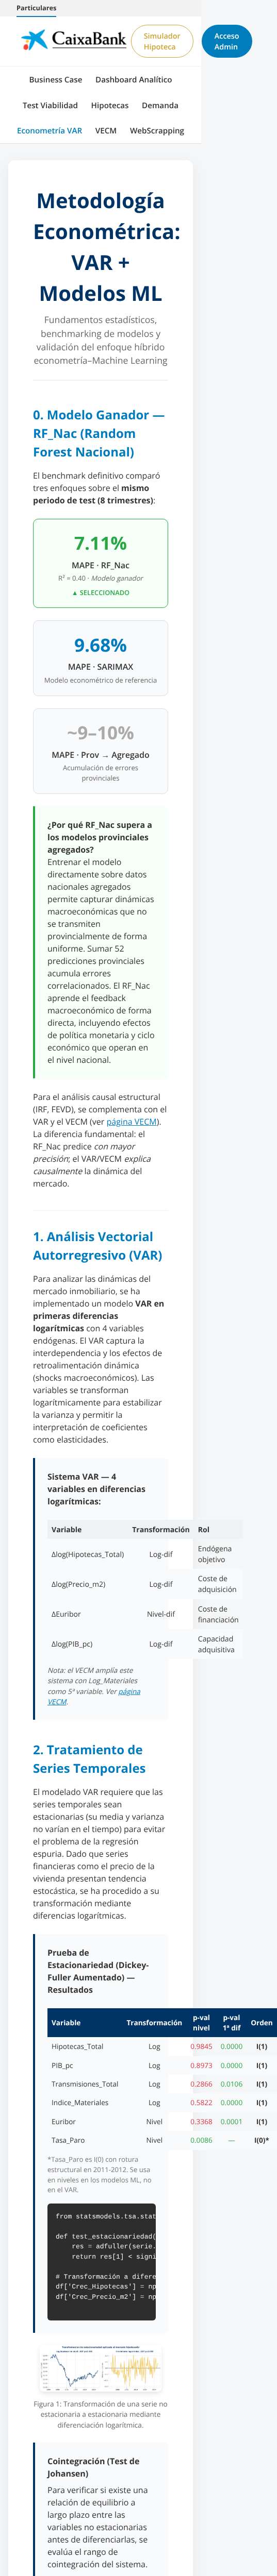 Particulares
CaixaBank
Simulador
Hipoteca
Acceso
Admin
Business Case Dashboard Analítico
Test Viabilidad Hipotecas Demanda
Econometría VAR VECM WebScrapping
Metodología
Econométrica:
VAR +
Modelos ML
Fundamentos estadísticos,
benchmarking de modelos y
validación del enfoque híbrido
econometría–Machine Learning
0. Modelo Ganador —
RF_Nac (Random
Forest Nacional)
El benchmark definitivo comparó
tres enfoques sobre el mismo
periodo de test (8 trimestres):
7.11%
MAPE · RF_Nac
R² = 0.40 · Modelo ganador
▲ SELECCIONADO
9.68%
MAPE · SARIMAX
Modelo econométrico de referencia
~9–10%
MAPE · Prov → Agregado
Acumulación de errores
provinciales
¿Por qué RF_Nac supera a
los modelos provinciales
agregados?
Entrenar el modelo
directamente sobre datos
nacionales agregados
permite capturar dinámicas
macroeconómicas que no
se transmiten
provincialmente de forma
uniforme. Sumar 52
predicciones provinciales
acumula errores
correlacionados. El RF_Nac
aprende el feedback
macroeconómico de forma
directa, incluyendo efectos
de política monetaria y ciclo
económico que operan en
el nivel nacional.
Para el análisis causal estructural
(IRF, FEVD), se complementa con el
VAR y el VECM (ver página VECM).
La diferencia fundamental: el
RF_Nac predice con mayor
precisión; el VAR/VECM explica
causalmente la dinámica del
mercado.
1. Análisis Vectorial
Autorregresivo (VAR)
Para analizar las dinámicas del
mercado inmobiliario, se ha
implementado un modelo VAR en
primeras diferencias
logarítmicas con 4 variables
endógenas. El VAR captura la
interdependencia y los efectos de
retroalimentación dinámica
(shocks macroeconómicos). Las
variables se transforman
logarítmicamente para estabilizar
la varianza y permitir la
interpretación de coeficientes
como elasticidades.
Sistema VAR — 4
variables en diferencias
logarítmicas:
Variable Transformación Rol
Δlog(Hipotecas_Total) Log-dif Endógena
objetivo
Δlog(Precio_m2) Log-dif Coste de
adquisición
ΔEuribor Nivel-dif Coste de
financiación
Δlog(PIB_pc) Log-dif Capacidad
adquisitiva
Nota: el VECM amplía este
sistema con Log_Materiales
como 5ª variable. Ver página
VECM.
2. Tratamiento de
Series Temporales
El modelado VAR requiere que las
series temporales sean
estacionarias (su media y varianza
no varían en el tiempo) para evitar
el problema de la regresión
espuria. Dado que series
financieras como el precio de la
vivienda presentan tendencia
estocástica, se ha procedido a su
transformación mediante
diferencias logarítmicas.
Prueba de
Estacionariedad (Dickey-
Fuller Aumentado) —
Resultados
Variable Transformación p-val
nivel p-val
1ª dif Orden
Hipotecas_Total Log 0.9845 0.0000 I(1)
PIB_pc Log 0.8973 0.0000 I(1)
Transmisiones_Total Log 0.2866 0.0106 I(1)
Indice_Materiales Log 0.5822 0.0000 I(1)
Euribor Nivel 0.3368 0.0001 I(1)
Tasa_Paro Nivel 0.0086 — I(0)*
*Tasa_Paro es I(0) con rotura
estructural en 2011-2012. Se usa
en niveles en los modelos ML, no
en el VAR.
from statsmodels.tsa.stat
def test_estacionariedad(
res = adfuller(serie.
return res[1] < signi
# Transformación a difere
df['Crec_Hipotecas'] = np
df['Crec_Precio_m2'] = np
Figura 1: Transformación de una serie no
estacionaria a estacionaria mediante
diferenciación logarítmica.
Cointegración (Test de
Johansen)
Para verificar si existe una
relación de equilibrio a
largo plazo entre las
variables no estacionarias
antes de diferenciarlas, se
evalúa el rango de
cointegración del sistema.